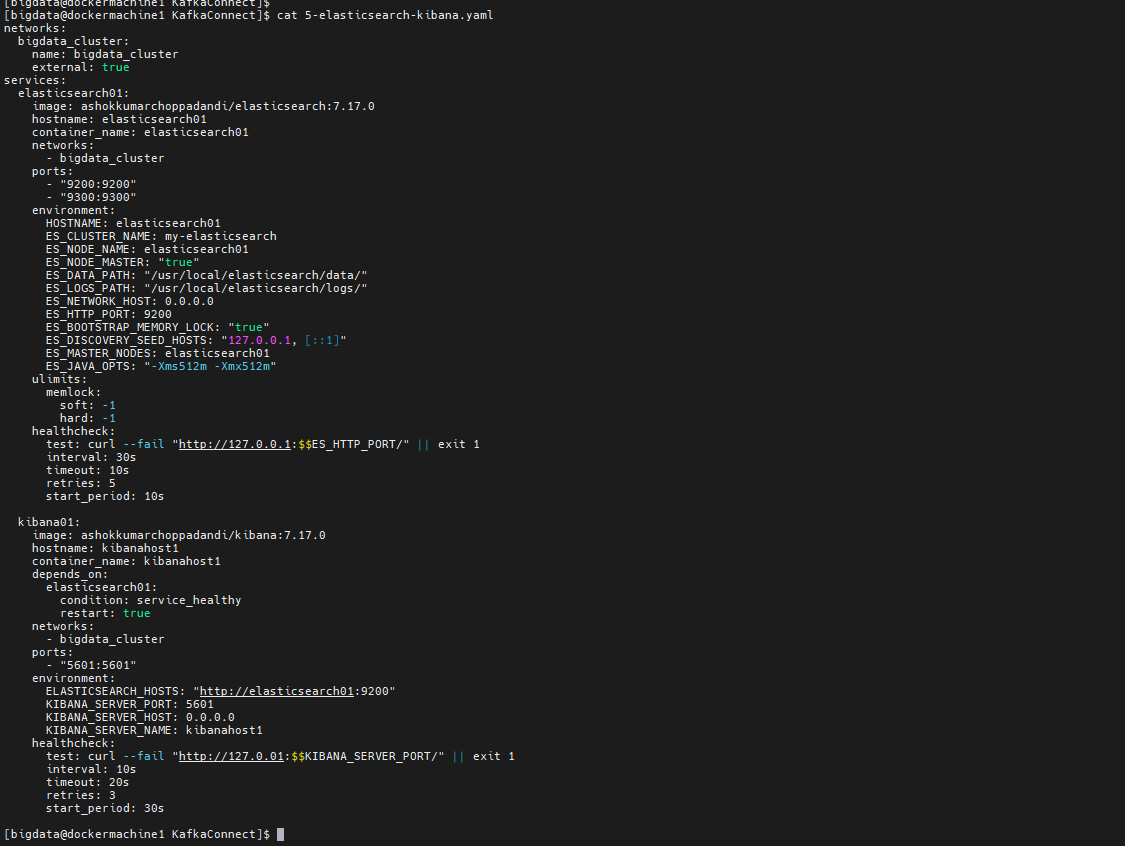 [bigdata@dockermachine1 KafkaConnect]$
[bigdata@dockermachine1 KafkaConnect]$ cat 5-elasticsearch-kibana.yaml
networks:
  bigdata_cluster:
    name: bigdata_cluster
    external: true
services:
  elasticsearch01:
    image: ashokkumarchoppadandi/elasticsearch:7.17.0
    hostname: elasticsearch01
    container_name: elasticsearch01
    networks:
      - bigdata_cluster
    ports:
      - "9200:9200"
      - "9300:9300"
    environment:
      HOSTNAME: elasticsearch01
      ES_CLUSTER_NAME: my-elasticsearch
      ES_NODE_NAME: elasticsearch01
      ES_NODE_MASTER: "true"
      ES_DATA_PATH: "/usr/local/elasticsearch/data/"
      ES_LOGS_PATH: "/usr/local/elasticsearch/logs/"
      ES_NETWORK_HOST: 0.0.0.0
      ES_HTTP_PORT: 9200
      ES_BOOTSTRAP_MEMORY_LOCK: "true"
      ES_DISCOVERY_SEED_HOSTS: "127.0.0.1, [::1]"
      ES_MASTER_NODES: elasticsearch01
      ES_JAVA_OPTS: "-Xms512m -Xmx512m"
    ulimits:
      memlock:
        soft: -1
        hard: -1
    healthcheck:
      test: curl --fail "http://127.0.0.1:$$ES_HTTP_PORT/" || exit 1
      interval: 30s
      timeout: 10s
      retries: 5
      start_period: 10s

  kibana01:
    image: ashokkumarchoppadandi/kibana:7.17.0
    hostname: kibanahost1
    container_name: kibanahost1
    depends_on:
      elasticsearch01:
        condition: service_healthy
        restart: true
    networks:
      - bigdata_cluster
    ports:
      - "5601:5601"
    environment:
      ELASTICSEARCH_HOSTS: "http://elasticsearch01:9200"
      KIBANA_SERVER_PORT: 5601
      KIBANA_SERVER_HOST: 0.0.0.0
      KIBANA_SERVER_NAME: kibanahost1
    healthcheck:
      test: curl --fail "http://127.0.01:$$KIBANA_SERVER_PORT/" || exit 1
      interval: 10s
      timeout: 20s
      retries: 3
      start_period: 30s

[bigdata@dockermachine1 KafkaConnect]$